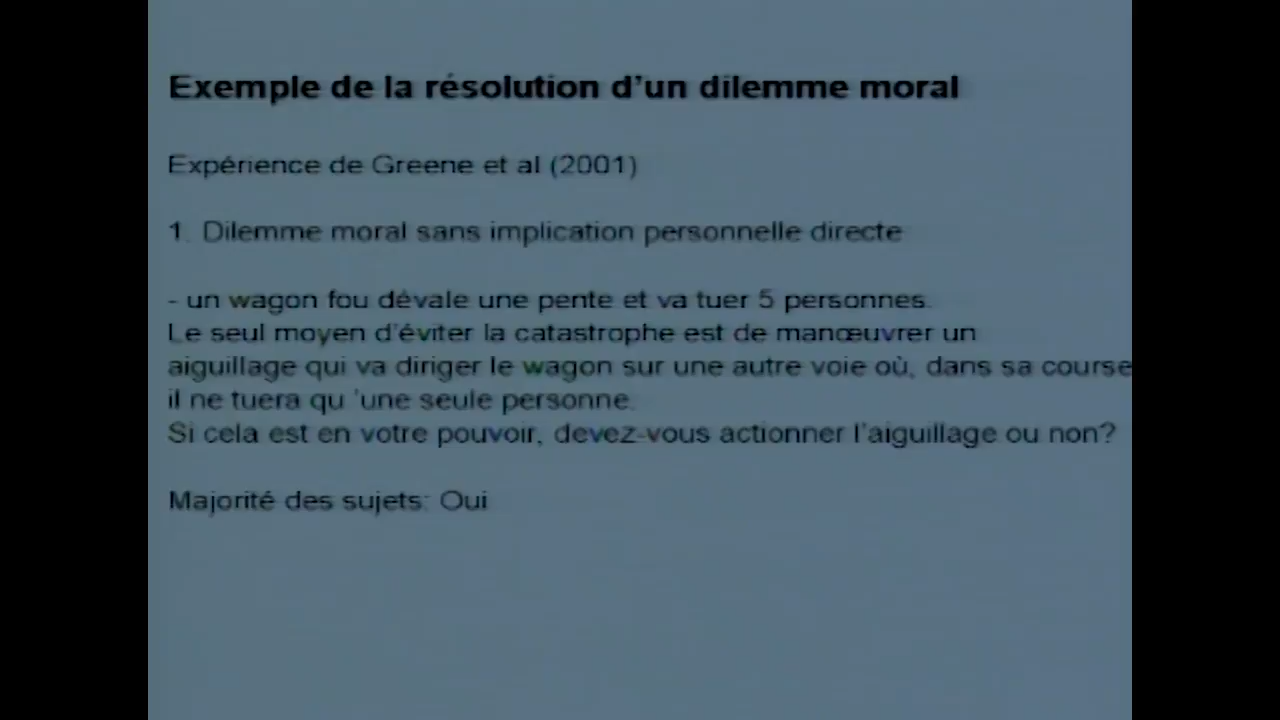 Exemple de la résolution d'un dilemme moral
Expérience de Greene et al (2001)
1. Dilemme moral sans implication personnelle directe
- un wagon fou dévale une pente et va tuer 5 personnes.
Le seul moyen d'éviter la catastrophe est de manœuvrer un
aiguillage qui va diriger le wagon sur une autre voie où, dans sa course
il ne tuera qu 'une seule personne.
Si cela est en votre pouvoir, devez-vous actionner l'aiguillage ou non?
Majorité des sujets: Oui